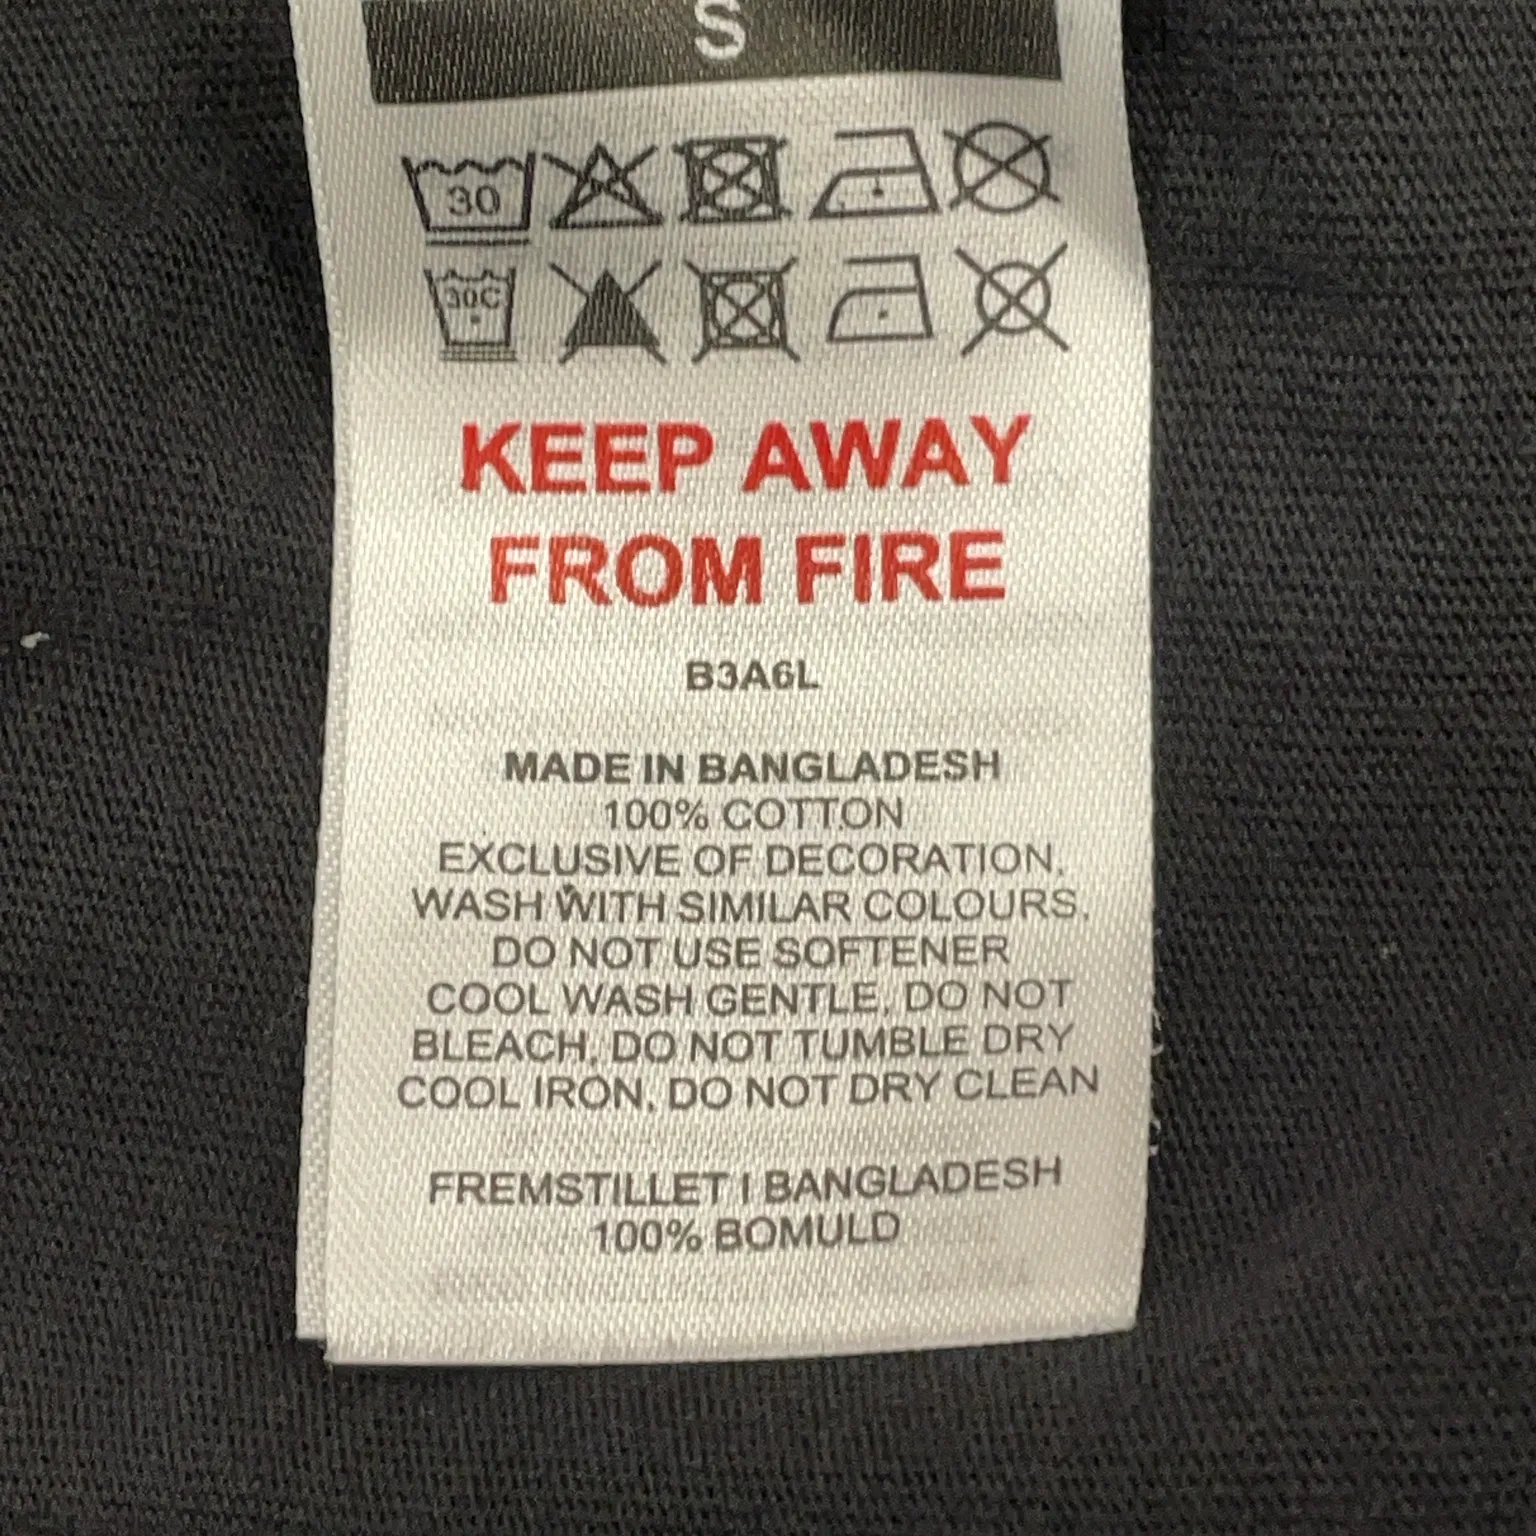 S
30
30C
KEEP AWAY
FROM FIRE
B3A6L
MADE IN BANGLADESH
100% COTTON
EXCLUSIVE OF DECORATION,
WASH WITH SIMILAR COLOURS,
DO NOT USE SOFTENER
COOL WASH GENTLE, DO NOT
BLEACH, DO NOT TUMBLE DRY
COOL IRON, DO NOT DRY CLEAN
FREMSTILLET I BANGLADESH
100% BOMULD